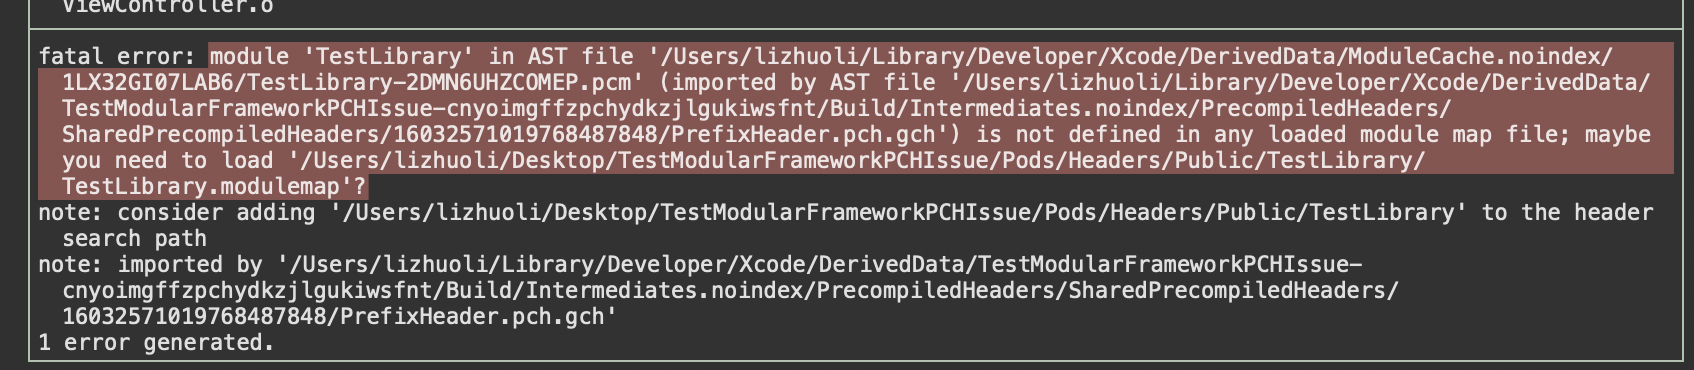 ViewController.o
fatal error: module 'TestLibrary' in AST file '/Users/lizhuoli/Library/Developer/Xcode/DerivedData/ModuleCache.noindex/
1LX32GI07LAB6/TestLibrary-2DMN6UHZCOMEP.pcm' (imported by AST file '/Users/lizhuoli/Library/Developer/Xcode/DerivedData/
TestModularFrameworkPCHIssue-cnyoimgffzpchydkzjlgukiwsfnt/Build/Intermediates.noindex/PrecompiledHeaders/
SharedPrecompiledHeaders/16032571019768487848/PrefixHeader.pch.gch') is not defined in any loaded module map file; maybe
you need to load '/Users/lizhuoli/Desktop/TestModularFrameworkPCHIssue/Pods/Headers/Public/TestLibrary/
TestLibrary.modulemap'?
note: consider adding '/Users/lizhuoli/Desktop/TestModularFrameworkPCHIssue/Pods/Headers/Public/TestLibrary' to the header
search path
note: imported by '/Users/lizhuoli/Library/Developer/Xcode/DerivedData/TestModularFrameworkPCHIssue-
cnyoimgffzpchydkzjlgukiwsfnt/Build/Intermediates.noindex/PrecompiledHeaders/SharedPrecompiledHeaders/
16032571019768487848/PrefixHeader.pch.gch'
1 error generated.